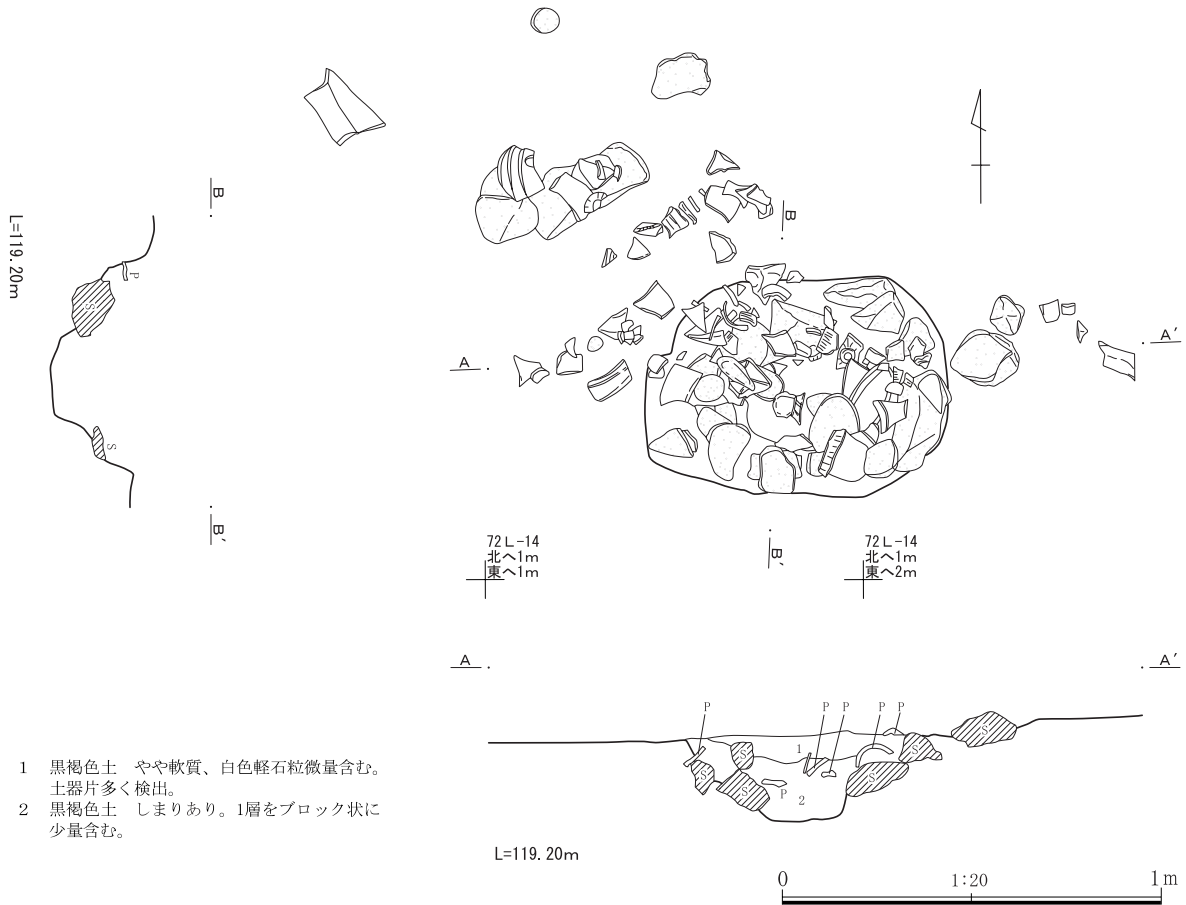 B
L=119.20m
P
S
S
B′
B
A
A′
72L-14
北へ1m
東へ1m
B′
72L-14
北へ1m
東へ2m
A
A′
P
P
P
P
P
1
S
S
S
S
S
S
P
2
1　黒褐色土　やや軟質、白色軽石粒微量含む。
土器片多く検出。
2　黒褐色土　しまりあり。1層をブロック状に
少量含む。
L=119.20m
0
1:20
1m